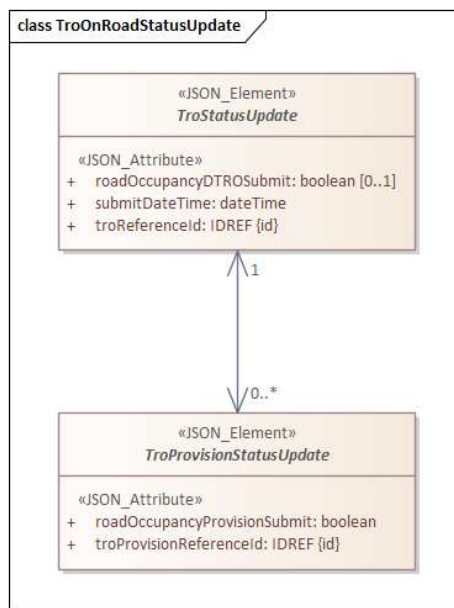 class TroOnRoadStatusUpdate
«JSON_Element»
TroStatusUpdate
«JSON_Attribute»
+ roadOccupancyDTROSubmit: boolean [0..1]
+ submitDateTime: dateTime
+ troReferenceId: IDREF {id}
1
0..*
«JSON_Element»
TroProvisionStatusUpdate
«JSON_Attribute»
+ roadOccupancyProvisionSubmit: boolean
+ troProvisionReferenceId: IDREF {id}